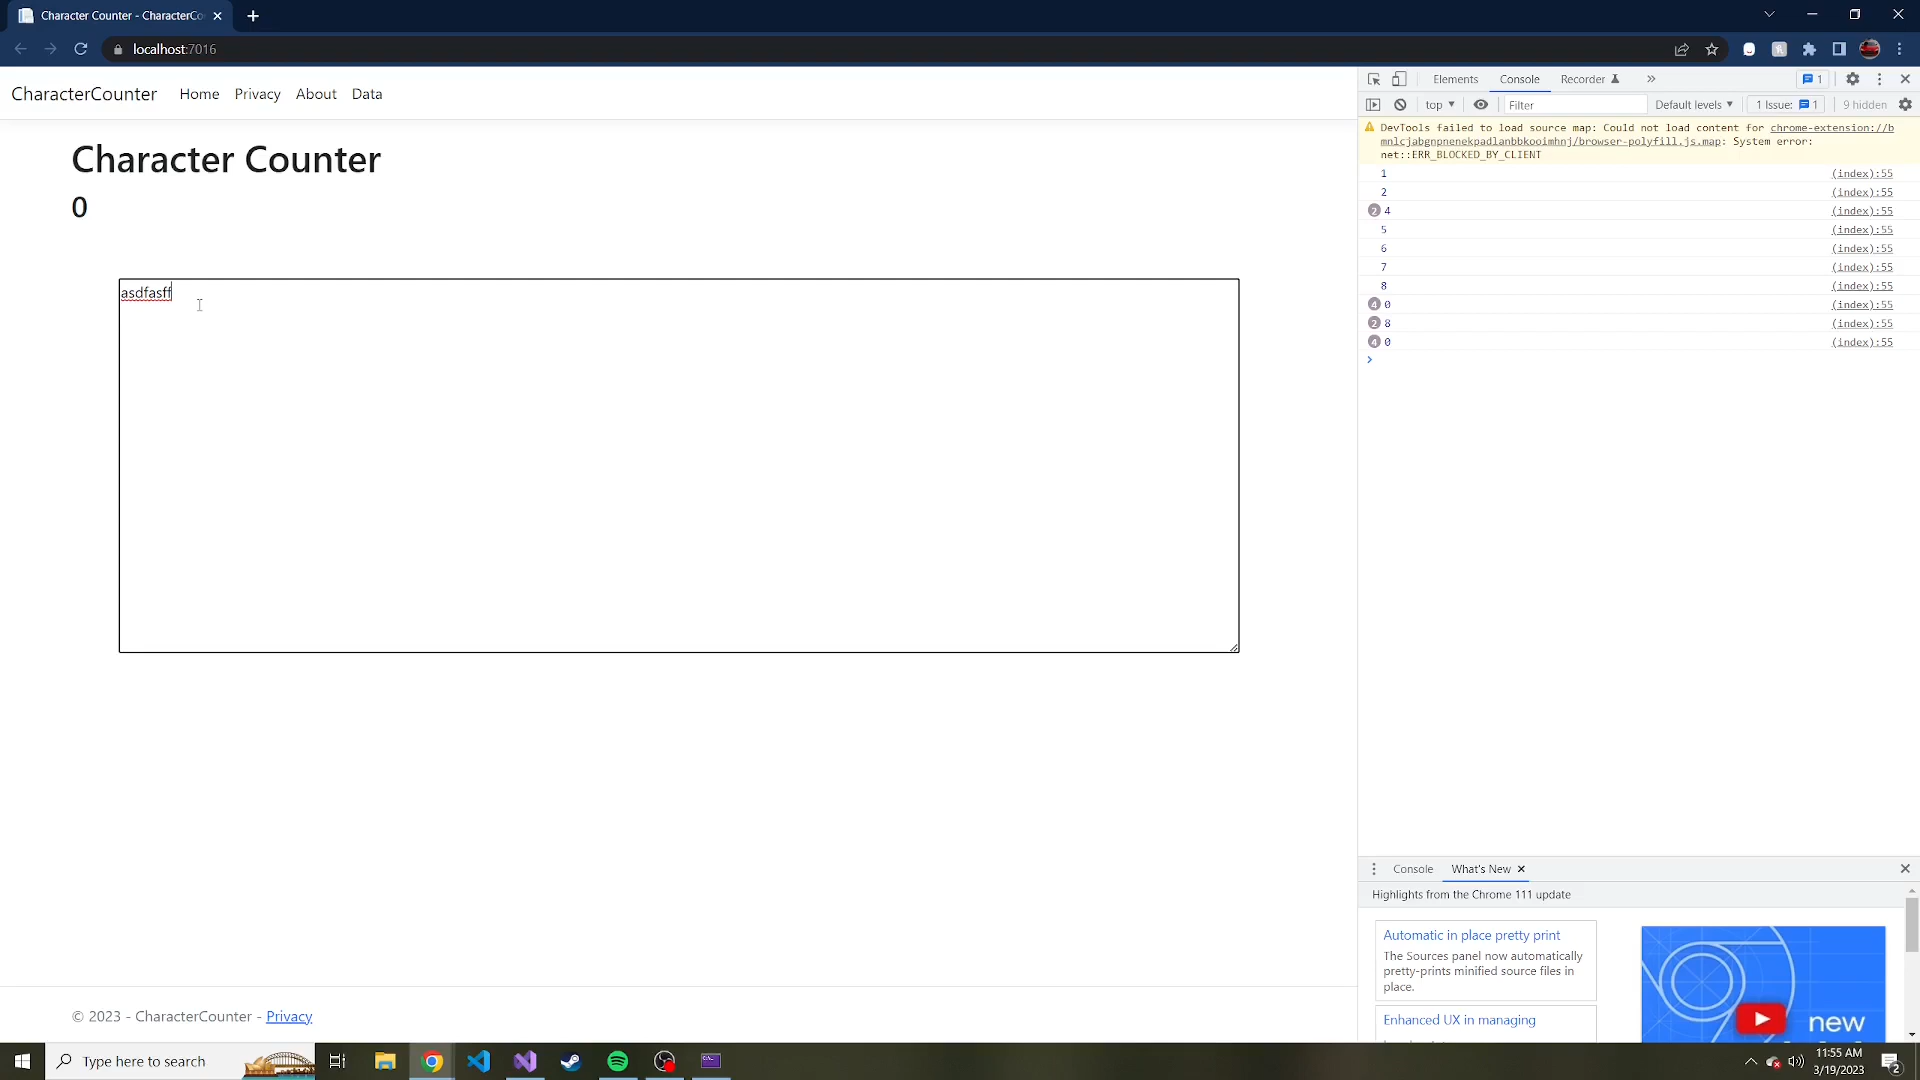 Character Counter - CharacterCo
localhost:7016
CharacterCounter Home Privacy About Data
Character Counter
0
asdfasff
© 2023 - CharacterCounter - Privacy
Elements Console Recorder 1
top Filter Default levels 1 Issue: 1 9 hidden
DevTools failed to load source map: Could not load content for chrome-extension://b
mnlcjabgnpnenekpadlanbbkooimhnj/browser-polyfill.js.map: System error:
net::ERR_BLOCKED_BY_CLIENT
1 (index):55
2 (index):55
2 4 (index):55
5 (index):55
6 (index):55
7 (index):55
8 (index):55
4 0 (index):55
2 8 (index):55
4 0 (index):55
Console What's New
Highlights from the Chrome 111 update
Automatic in place pretty print
The Sources panel now automatically
pretty-prints minified source files in
place.
Enhanced UX in managing
new
Type here to search
11:55 AM
3/19/2023
2